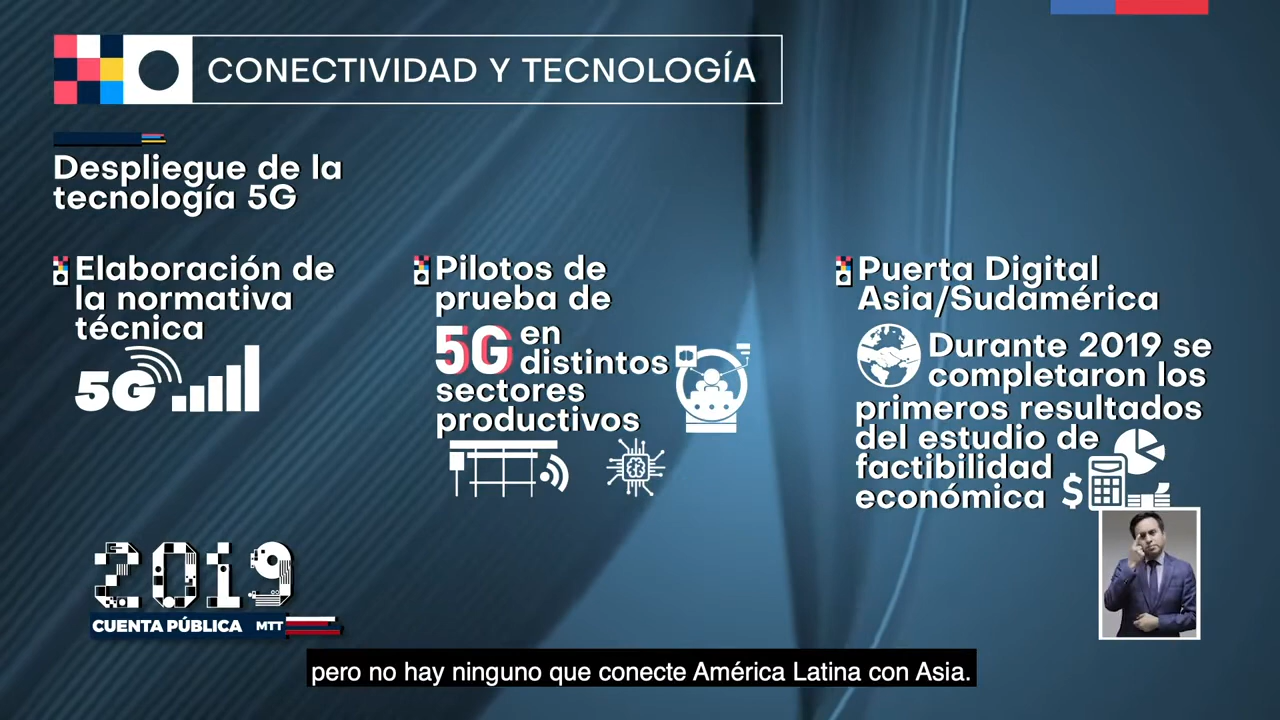 CONECTIVIDAD Y TECNOLOGÍA
Despliegue de la
tecnología 5G
Elaboración de
la normativa
técnica
5G
Pilotos de
prueba de
5G en
distintos
sectores
productivos
Puerta Digital
Asia/Sudamérica
Durante 2019 se
completaron los
primeros resultados
del estudio de
factibilidad
económica
$
2019
CUENTA PÚBLICA MTT
pero no hay ninguno que conecte América Latina con Asia.